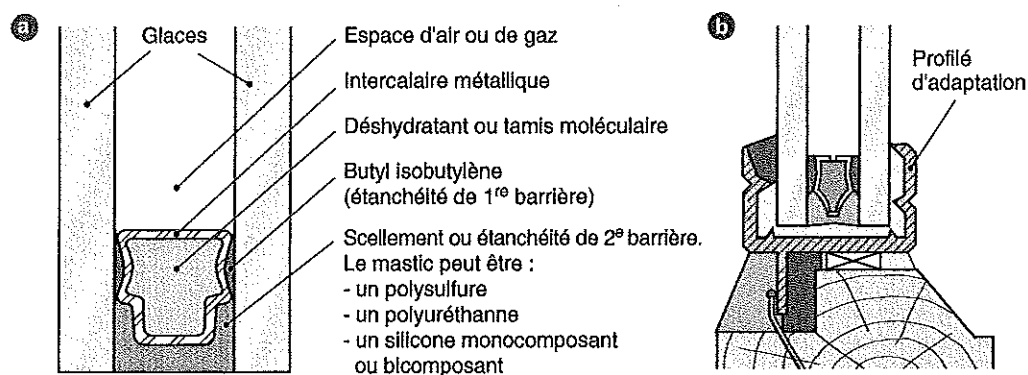 a
Glaces
Espace d'air ou de gaz
Intercalaire métallique
Déshydratant ou tamis moléculaire
Butyl isobutylène
(étanchéité de 1re barrière)
Scellement ou étanchéité de 2e barrière.
Le mastic peut être :
- un polysulfure
- un polyuréthanne
- un silicone monocomposant
ou bicomposant
b
Profilé
d'adaptation